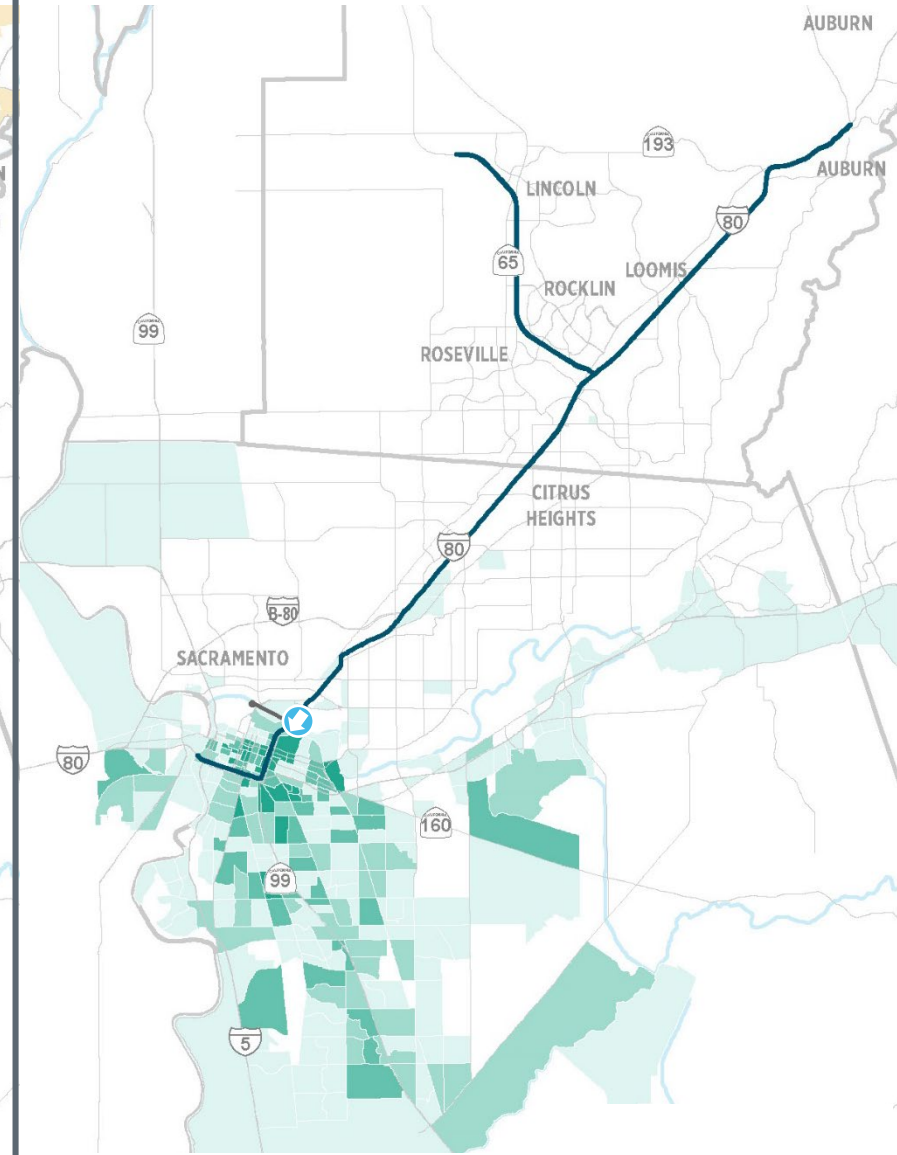 AUBURN
193
AUBURN
LINCOLN
80
65
LOOMIS
ROCKLIN
99
ROSEVILLE
CITRUS
HEIGHTS
80
B-80
SACRAMENTO
80
160
99
5